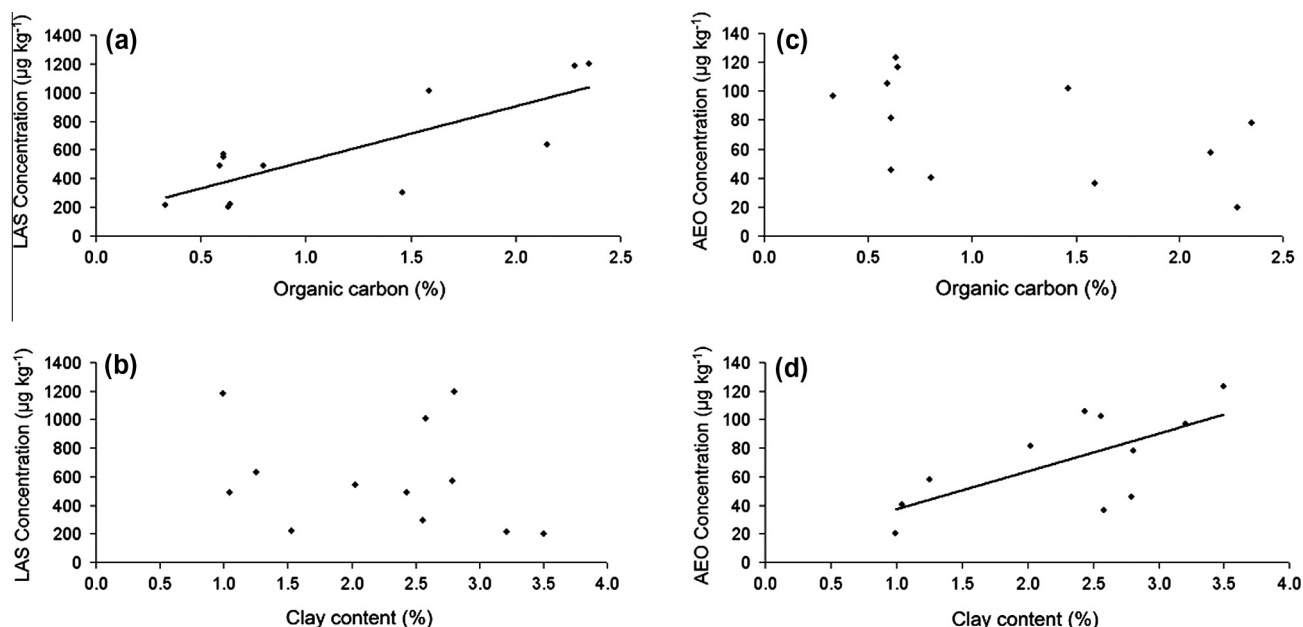 (a)
LAS Concentration (µg kg⁻¹)
1400
1200
1000
800
600
400
200
0
0.0 0.5 1.0 1.5 2.0 2.5
Organic carbon (%)
(c)
AEO Concentration (µg kg⁻¹)
140
120
100
80
60
40
20
0
0.0 0.5 1.0 1.5 2.0 2.5
Organic carbon (%)
(b)
LAS Concentration (µg kg⁻¹)
1400
1200
1000
800
600
400
200
0
0.0 0.5 1.0 1.5 2.0 2.5 3.0 3.5 4.0
Clay content (%)
(d)
AEO Concentration (µg kg⁻¹)
140
120
100
80
60
40
20
0
0.0 0.5 1.0 1.5 2.0 2.5 3.0 3.5 4.0
Clay content (%)